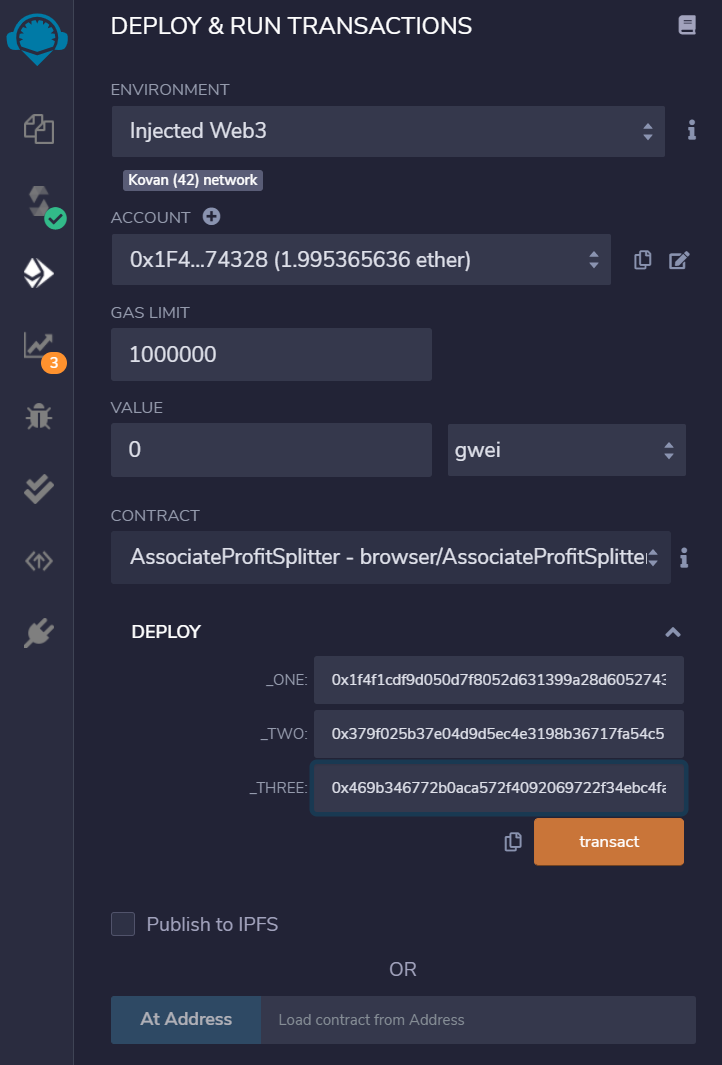 DEPLOY & RUN TRANSACTIONS
ENVIRONMENT
Injected Web3
Kovan (42) network
ACCOUNT
0x1F4...74328 (1.995365636 ether)
GAS LIMIT
1000000
3
VALUE
0 gwei
CONTRACT
AssociateProfitSplitter - browser/AssociateProfitSplitter
DEPLOY
_ONE: 0x1f4f1cdf9d050d7f8052d631399a28d6052743
_TWO: 0x379f025b37e04d9d5ec4e3198b36717fa54c5
_THREE: 0x469b346772b0aca572f4092069722f34ebc4fa
transact
Publish to IPFS
OR
At Address Load contract from Address